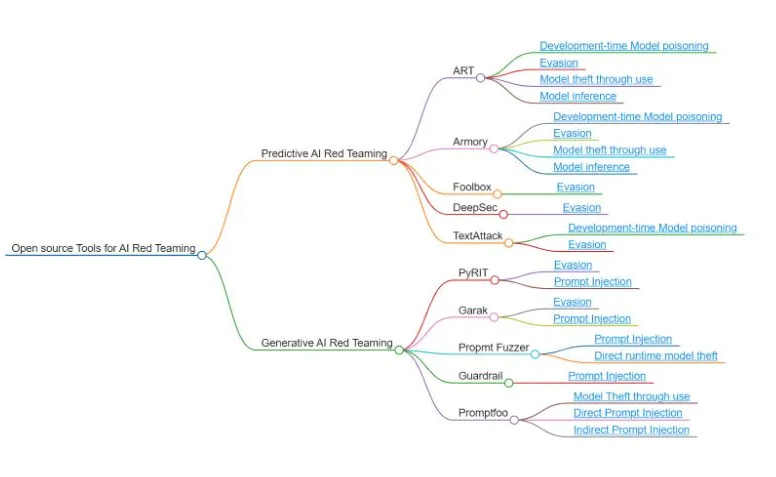 Open source Tools for AI Red Teaming
Predictive AI Red Teaming
ART
Development-time Model poisoning
Evasion
Model theft through use
Model inference
Armory
Development-time Model poisoning
Evasion
Model theft through use
Model inference
Foolbox
Evasion
DeepSec
Evasion
TextAttack
Development-time Model poisoning
Evasion
Generative AI Red Teaming
PyRIT
Evasion
Prompt Injection
Garak
Evasion
Prompt Injection
Propmt Fuzzer
Prompt Injection
Direct runtime model theft
Guardrail
Prompt Injection
Promptfoo
Model Theft through use
Direct Prompt Injection
Indirect Prompt Injection